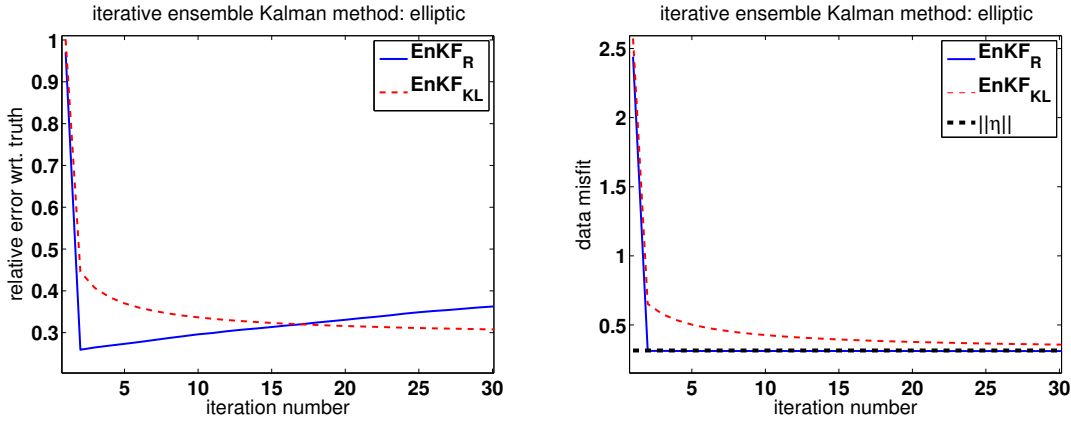 iterative ensemble Kalman method: elliptic
relative error wrt. truth
1
0.9
0.8
0.7
0.6
0.5
0.4
0.3
5
10
15
20
25
30
iteration number
EnKF_R
EnKF_KL
iterative ensemble Kalman method: elliptic
data misfit
2.5
2
1.5
1
0.5
5
10
15
20
25
30
iteration number
EnKF_R
EnKF_KL
||η||